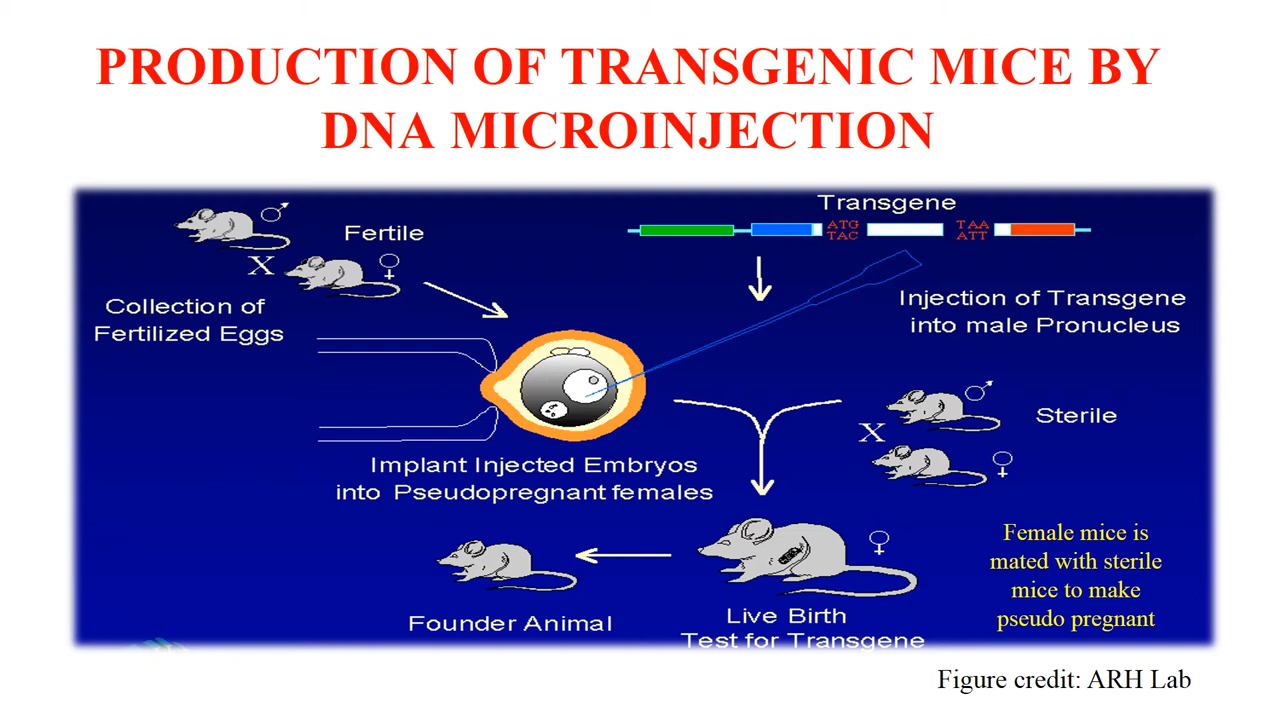 PRODUCTION OF TRANSGENIC MICE BY
DNA MICROINJECTION
♂
Fertile
X
♀
Collection of
Fertilized Eggs
Transgene
ATG
TAC
TAA
ATT
Injection of Transgene
into male Pronucleus
♂
Sterile
X
♀
Implant Injected Embryos
into Pseudopregnant females
♀
Founder Animal
Live Birth
Test for Transgene
Female mice is
mated with sterile
mice to make
pseudo pregnant
Figure credit: ARH Lab